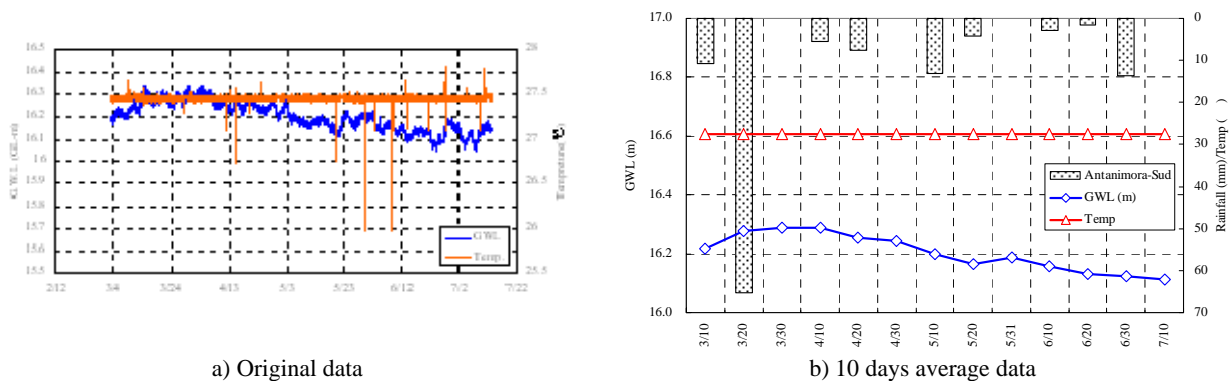 16.5
16.4
16.3
16.2
16.1
16
15.9
15.8
15.7
15.6
15.5
28
27.5
27
26.5
26
25.5
GWL
Temp.
2/12 3/4 3/24 4/13 5/3 5/23 6/12 7/2 7/22
a) Original data
17.0
16.8
16.6
16.4
16.2
16.0
GWL (m)
0
10
20
30
40
50
60
70
Rainfall (mm)/Temp (
Antanimora-Sud
GWL (m)
Temp
3/10 3/20 3/30 4/10 4/20 4/30 5/10 5/20 5/31 6/10 6/20 6/30 7/10
b) 10 days average data